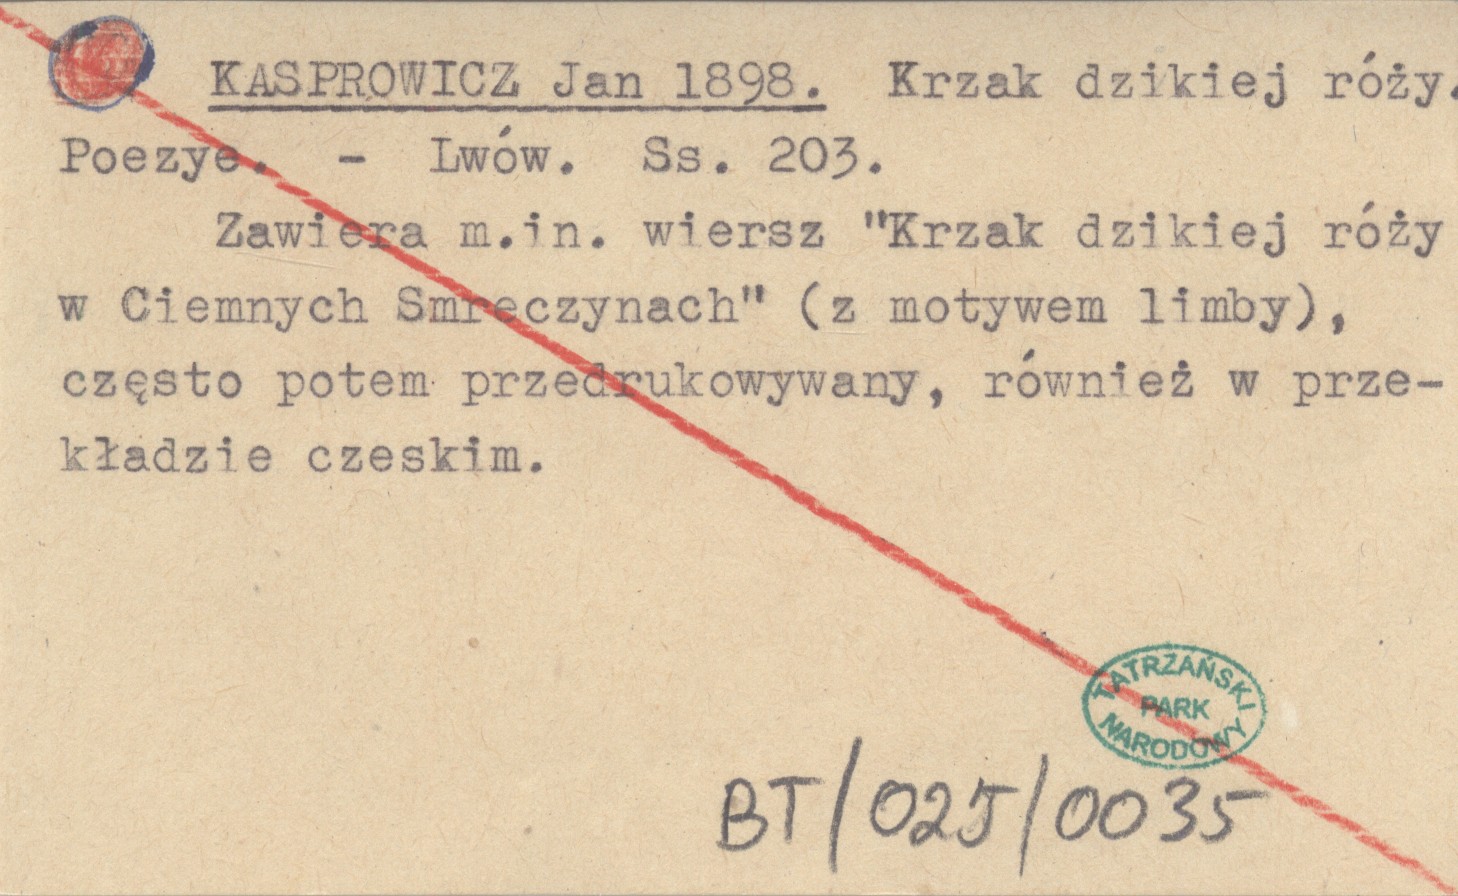 KASPROWICZ Jan 1898. Krzak dzikiej róży.
Poezye. - Lwów. Ss. 203.
Zawiera m.in. wiersz "Krzak dzikiej róży
w Ciemnych Smreczynach" (z motywem limby),
często potem przedrukowywany, również w prze-
kładzie czeskim.
TATRZAŃSKI
PARK
NARODOWY
BT/025/0035